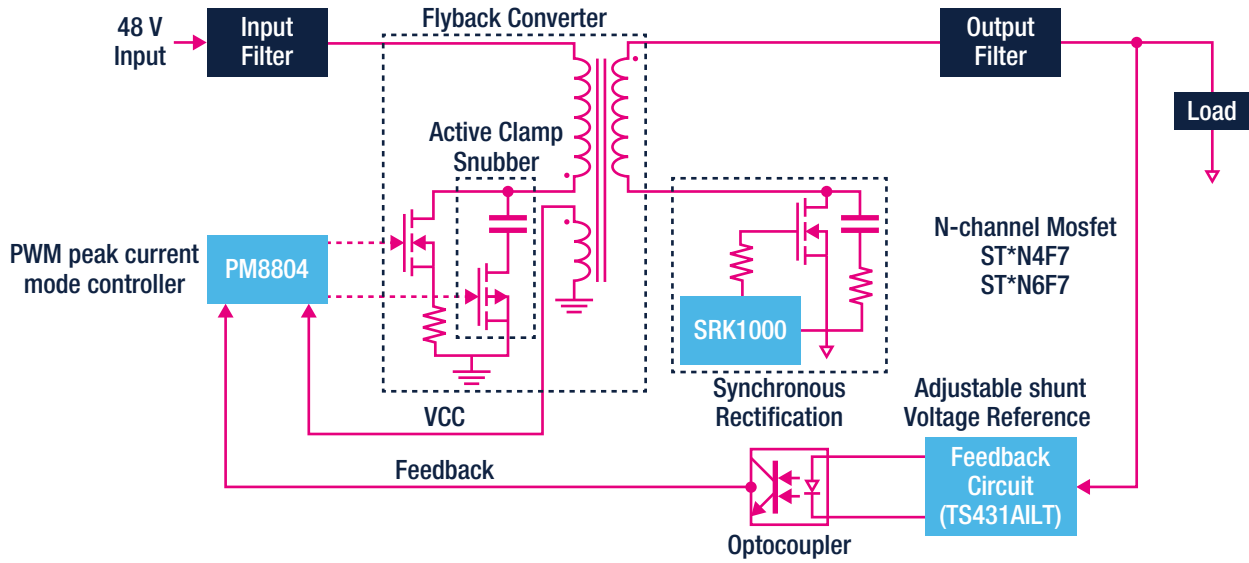 Flyback Converter
48 V
Input
Input
Filter
Output
Filter
Load
Active Clamp
Snubber
PWM peak current
mode controller
PM8804
N-channel Mosfet
ST*N4F7
ST*N6F7
SRK1000
Synchronous
Rectification
Adjustable shunt
Voltage Reference
VCC
Feedback
Feedback
Circuit
(TS431AILT)
Optocoupler